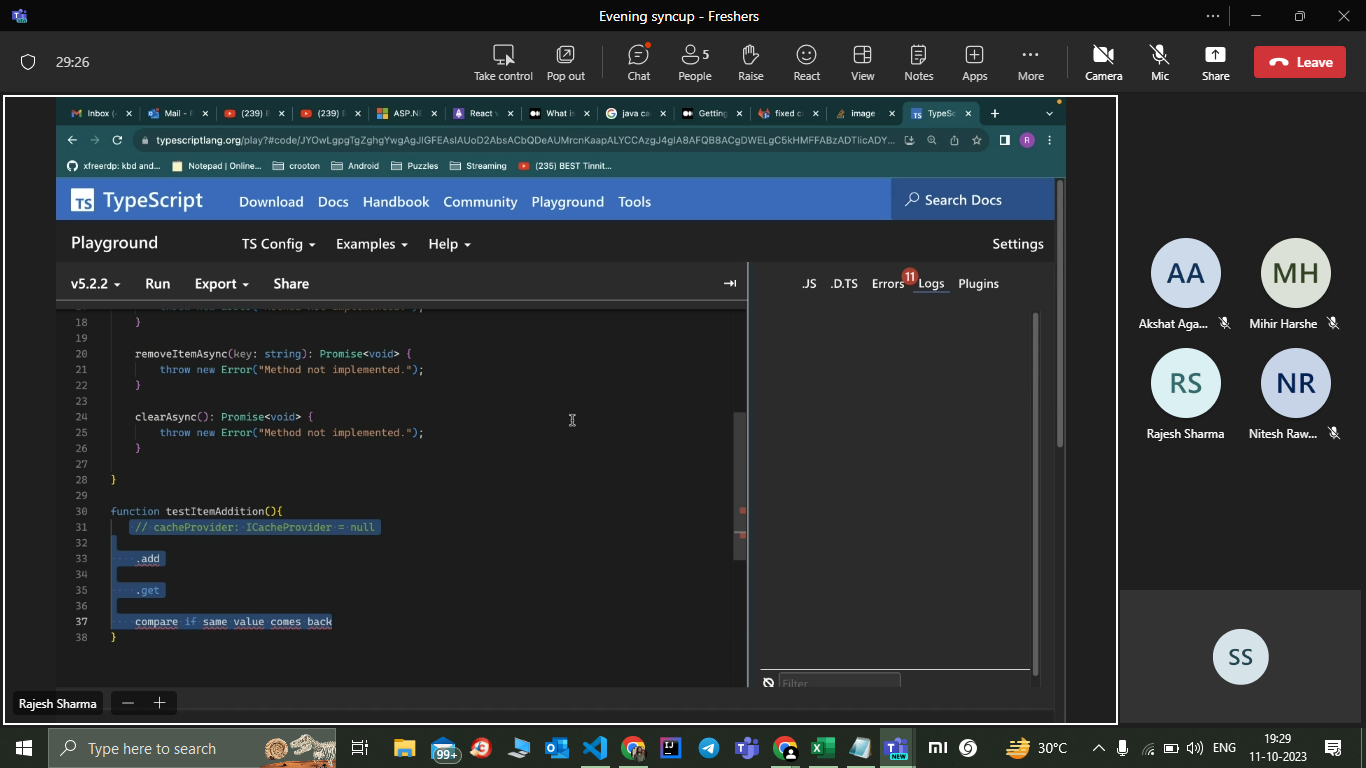 Evening syncup - Freshers
29:26
Take control
Pop out
Chat
People
5
Raise
React
View
Notes
Apps
More
Camera
Mic
Share
Leave
Inbox (
Mail - 
(239) 
(239) 
ASP.NE
React 
What is
java ca
Getting
fixed c
image
TypeSc
typescriptlang.org/play?#code/
xfreerdp: kbd and...
Notepad | Online...
crooton
Android
Puzzles
Streaming
(235) BEST Tinnit...
TS TypeScript
Download
Docs
Handbook
Community
Playground
Tools
Search Docs
Playground
TS Config
Examples
Help
Settings
v5.2.2
Run
Export
Share
.JS
.D.TS
Errors
11
Logs
Plugins
18 }
19
20 removeItemAsync(key: string): Promise<void> {
21 throw new Error("Method not implemented.");
22 }
23
24 clearAsync(): Promise<void> {
25 throw new Error("Method not implemented.");
26 }
27
28 }
29
30 function testItemAddition(){
31 // cacheProvider: ICacheProvider = null
32
33 .add
34
35 .get
36
37 compare if same value comes back
38 }
Filter
Rajesh Sharma
AA
MH
Akshat Aga...
Mihir Harshe
RS
NR
Rajesh Sharma
Nitesh Raw...
SS
Type here to search
99+
NEW
30°C
ENG
19:29
11-10-2023